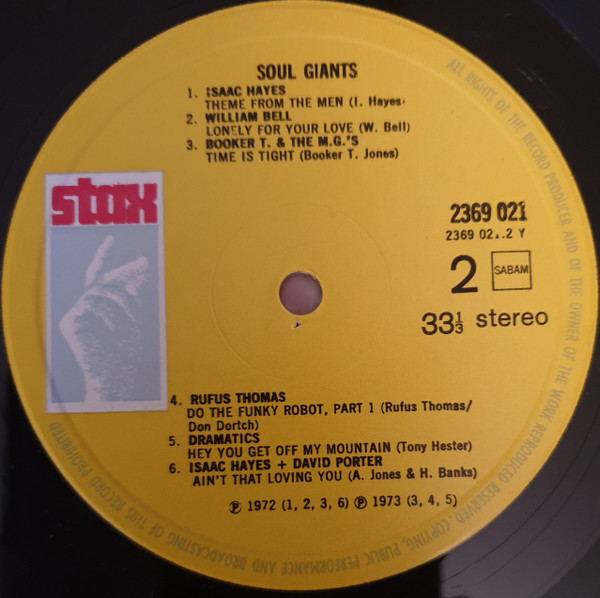 SOUL GIANTS
1. ISAAC HAYES
THEME FROM THE MEN (I. Hayes)
2. WILLIAM BELL
LONELY FOR YOUR LOVE (W. Bell)
3. BOOKER T. & THE M.G.'S
TIME IS TIGHT (Booker T. Jones)
stax
2369 021
2369 02..2 Y
2 SABAM
33⅓ stereo
4. RUFUS THOMAS
DO THE FUNKY ROBOT, PART 1 (Rufus Thomas/
Don Dortch)
5. DRAMATICS
HEY YOU GET OFF MY MOUNTAIN (Tony Hester)
6. ISAAC HAYES + DAVID PORTER
AIN'T THAT LOVING YOU (A. Jones & H. Banks)
Ⓟ 1972 (1, 2, 3, 6) Ⓟ 1973 (3, 4, 5)
ALL RIGHTS OF THE RECORD PRODUCER AND OF THE OWNER OF THE WORK REPRODUCED RESERVED. COPYING, PUBLIC PERFORMANCE AND BROADCASTING OF THIS RECORD PROHIBITED